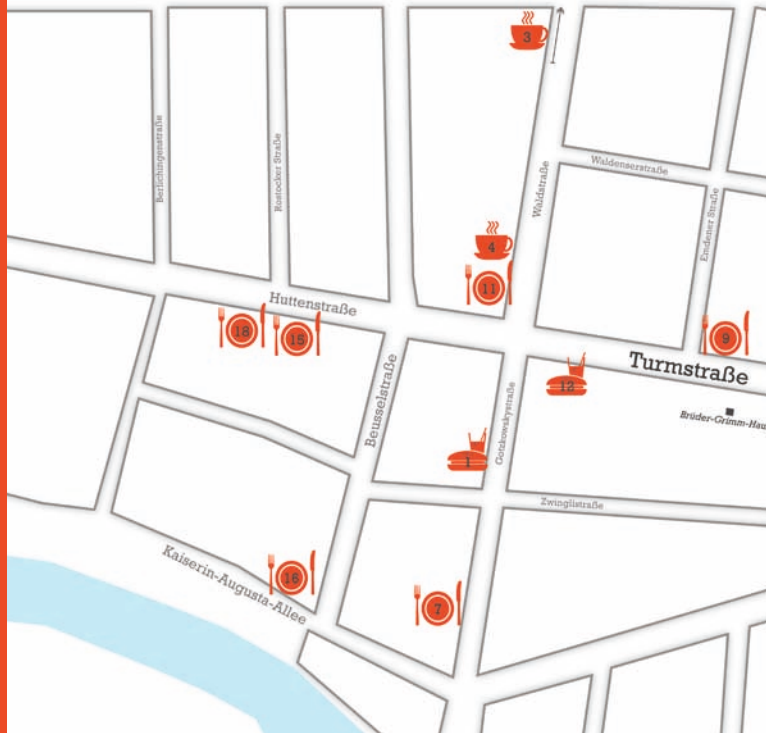 3
Berlichingenstraße
Rostocker Straße
Waldstraße
Waldenserstraße
Emdener Straße
4
11
Huttenstraße
18
15
9
Turmstraße
12
Brüder-Grimm-Hau
Beusselstraße
Gotzkowskystraße
1
Zwinglistraße
Kaiserin-Augusta-Allee
16
7